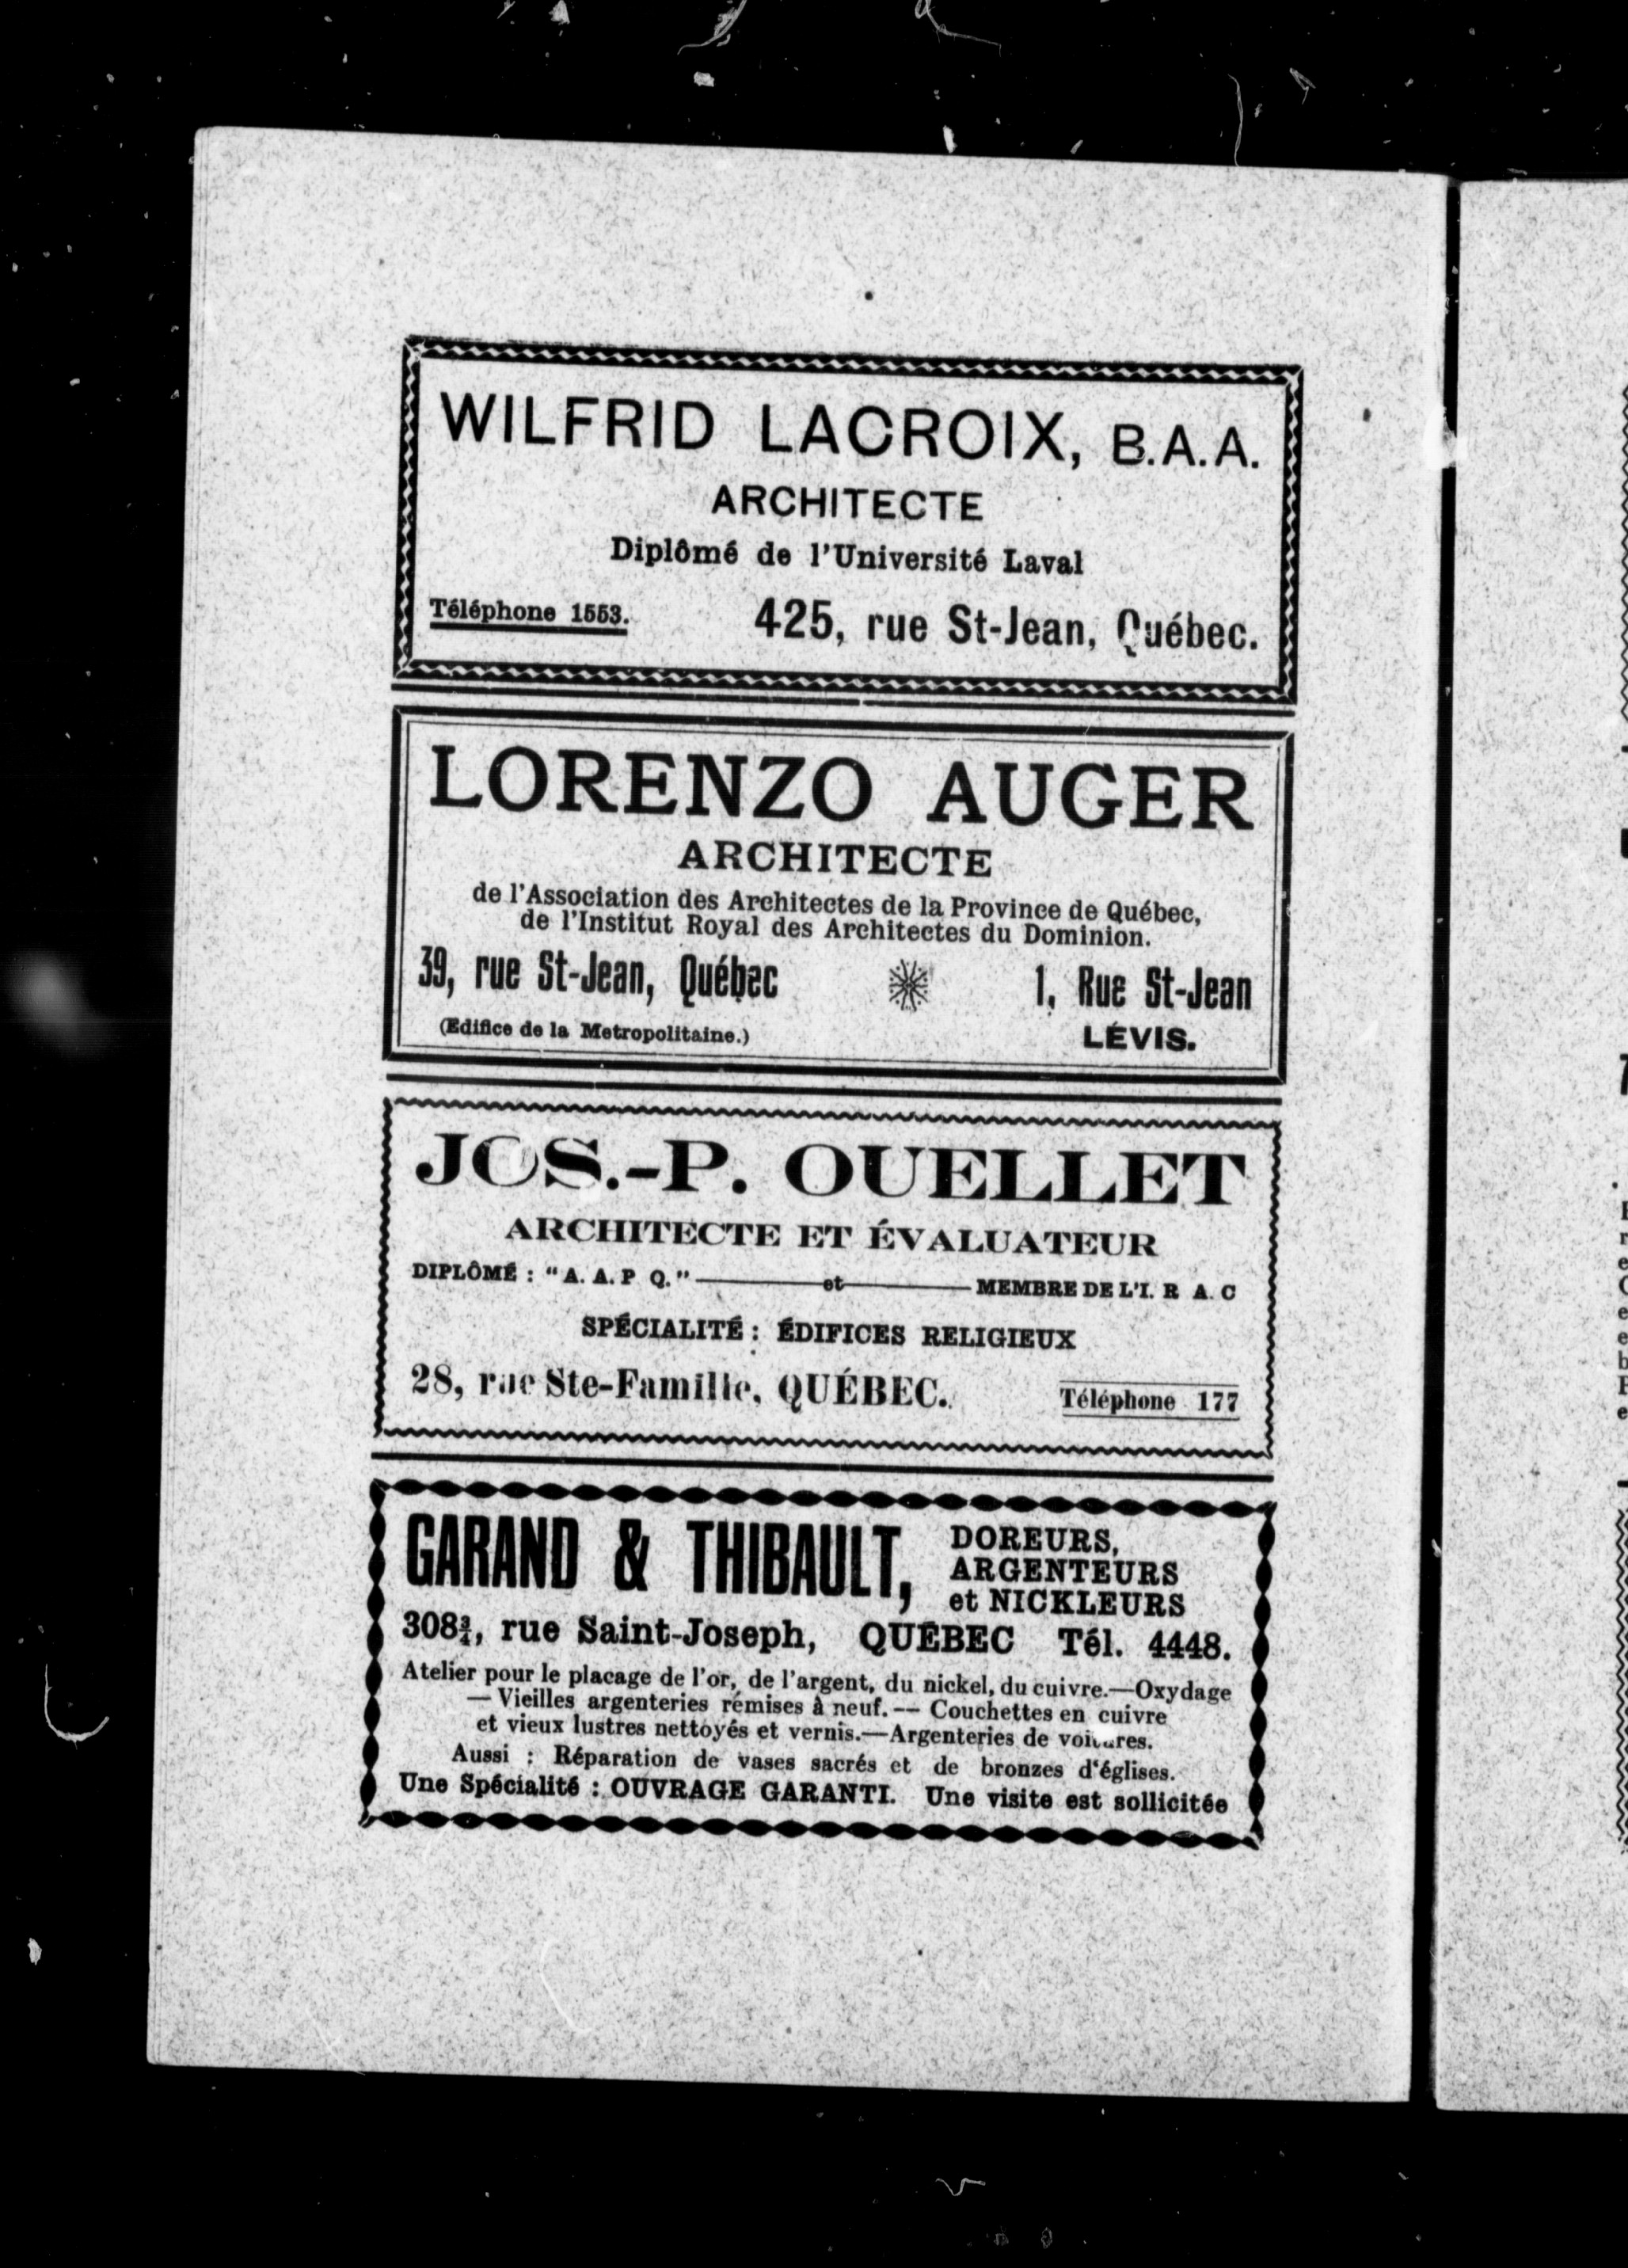 WILFRID LACROIX, B.A.A.
ARCHITECTE
Diplômé de l'Université Laval
Téléphone 1553. 425, rue St-Jean, Québec.
LORENZO AUGER
ARCHITECTE
de l'Association des Architectes de la Province de Québec,
de l'Institut Royal des Architectes du Dominion.
39, rue St-Jean, Québec 1, Rue St-Jean
(Edifice de la Metropolitaine.) LÉVIS.
JOS.-P. OUELLET
ARCHITECTE ET ÉVALUATEUR
DIPLÔMÉ : "A. A. P Q."———et———MEMBRE DE L'I. R A. C
SPÉCIALITÉ : ÉDIFICES RELIGIEUX
28, rue Ste-Famille, QUÉBEC. Téléphone 177
GARAND & THIBAULT, DOREURS,
ARGENTEURS
et NICKLEURS
308¾, rue Saint-Joseph, QUÉBEC Tél. 4448.
Atelier pour le placage de l'or, de l'argent, du nickel, du cuivre.—Oxydage
— Vieilles argenteries remises à neuf. — Couchettes en cuivre
et vieux lustres nettoyés et vernis.—Argenteries de voitures.
Aussi : Réparation de vases sacrés et de bronzes d'églises.
Une Spécialité : OUVRAGE GARANTI. Une visite est sollicitée